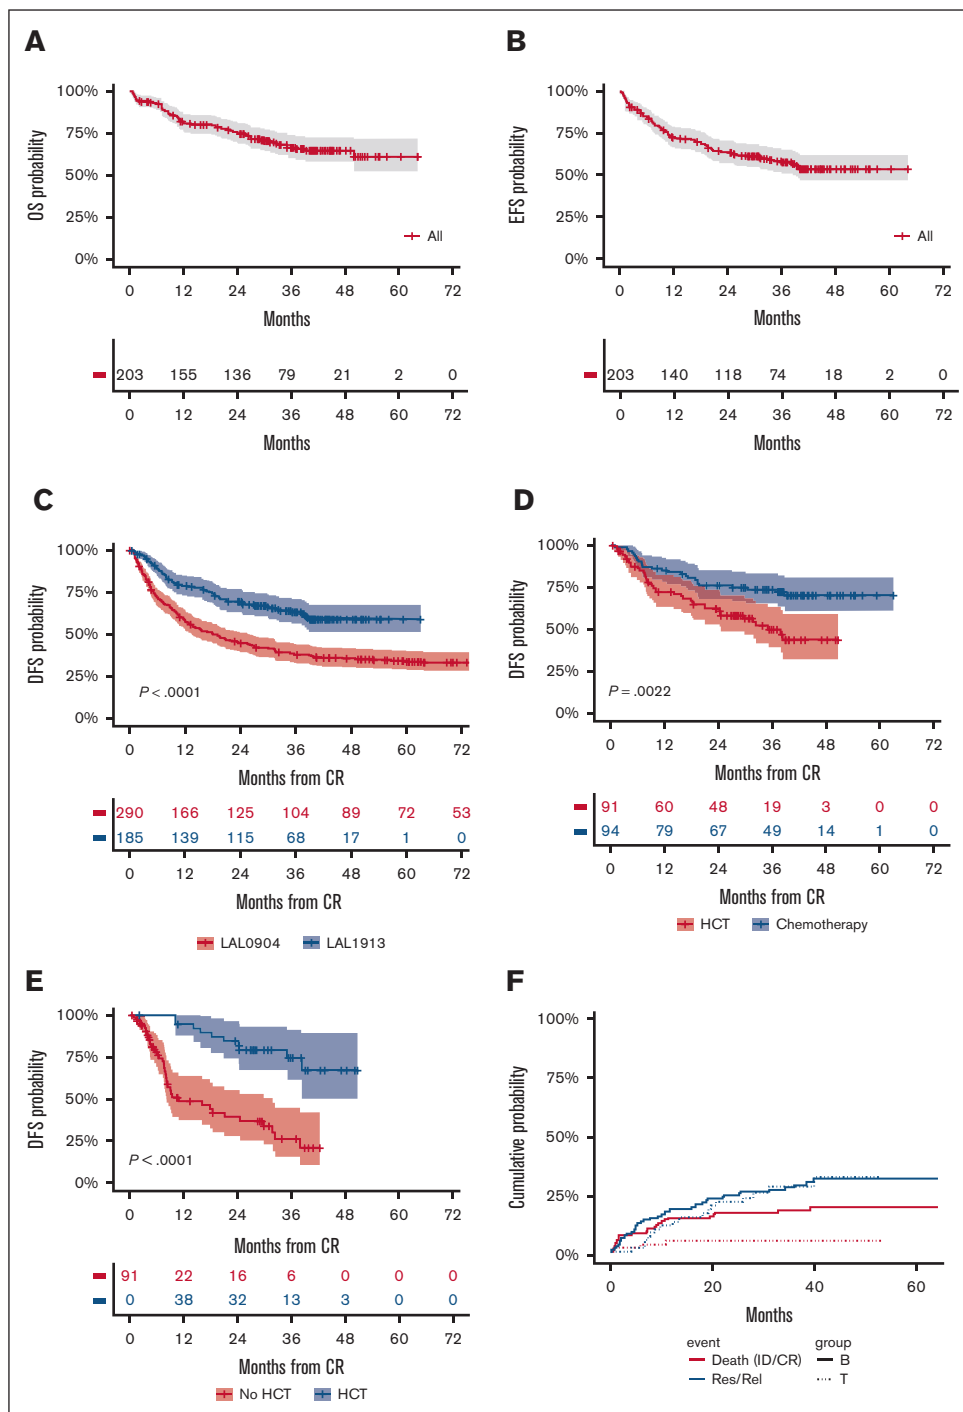 A
100%
75%
50%
25%
0%
OS probability
All
0 12 24 36 48 60 72
Months
203 155 136 79 21 2 0
0 12 24 36 48 60 72
Months
B
100%
75%
50%
25%
0%
EFS probability
All
0 12 24 36 48 60 72
Months
203 140 118 74 18 2 0
0 12 24 36 48 60 72
Months
C
100%
75%
50%
25%
0%
DFS probability
P < .0001
0 12 24 36 48 60 72
Months from CR
290 166 125 104 89 72 53
185 139 115 68 17 1 0
0 12 24 36 48 60 72
Months from CR
LAL0904 LAL1913
D
100%
75%
50%
25%
0%
DFS probability
P = .0022
0 12 24 36 48 60 72
Months from CR
91 60 48 19 3 0 0
94 79 67 49 14 1 0
0 12 24 36 48 60 72
Months from CR
HCT Chemotherapy
E
100%
75%
50%
25%
0%
DFS probability
P < .0001
0 12 24 36 48 60 72
Months from CR
91 22 16 6 0 0 0
0 38 32 13 3 0 0
0 12 24 36 48 60 72
Months from CR
No HCT HCT
F
100%
75%
50%
25%
0%
Cumulative probability
0 20 40 60
Months
event group
Death (ID/CR) B
Res/Rel T